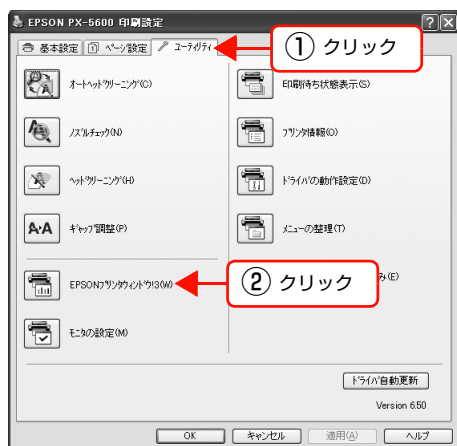 EPSON PX-5600 印刷設定
基本設定 ページ設定 ユーティリティ
① クリック
オートヘッドクリーニング(C)
印刷待ち状態表示(S)
ノズルチェック(N)
プリンタ情報(O)
ヘッドクリーニング(H)
ドライバの動作設定(D)
ギャップ調整(P)
メニューの整理(T)
EPSONプリンタウィンドウ!3(W)
② クリック
み(E)
モニタの設定(M)
ドライバ自動更新
Version 6.50
OK キャンセル 適用(A) ヘルプ